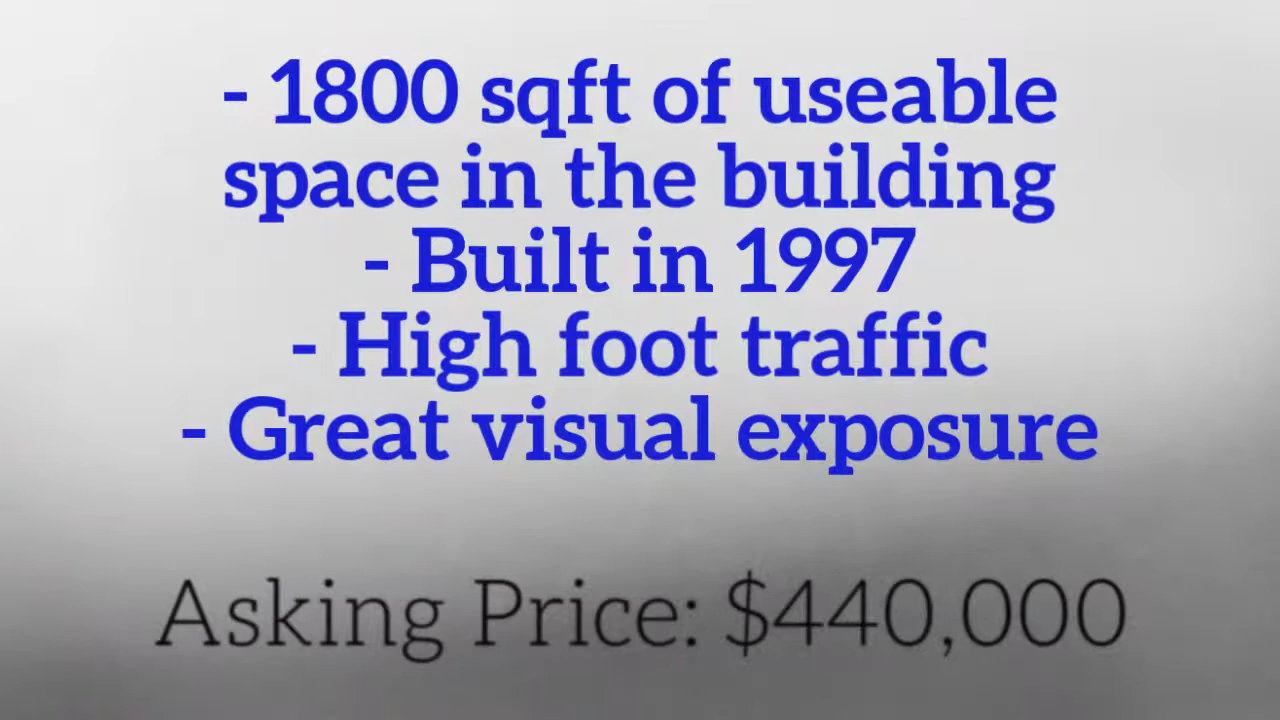 - 1800 sqft of useable
space in the building
- Built in 1997
- High foot traffic
- Great visual exposure
Asking Price: $440,000